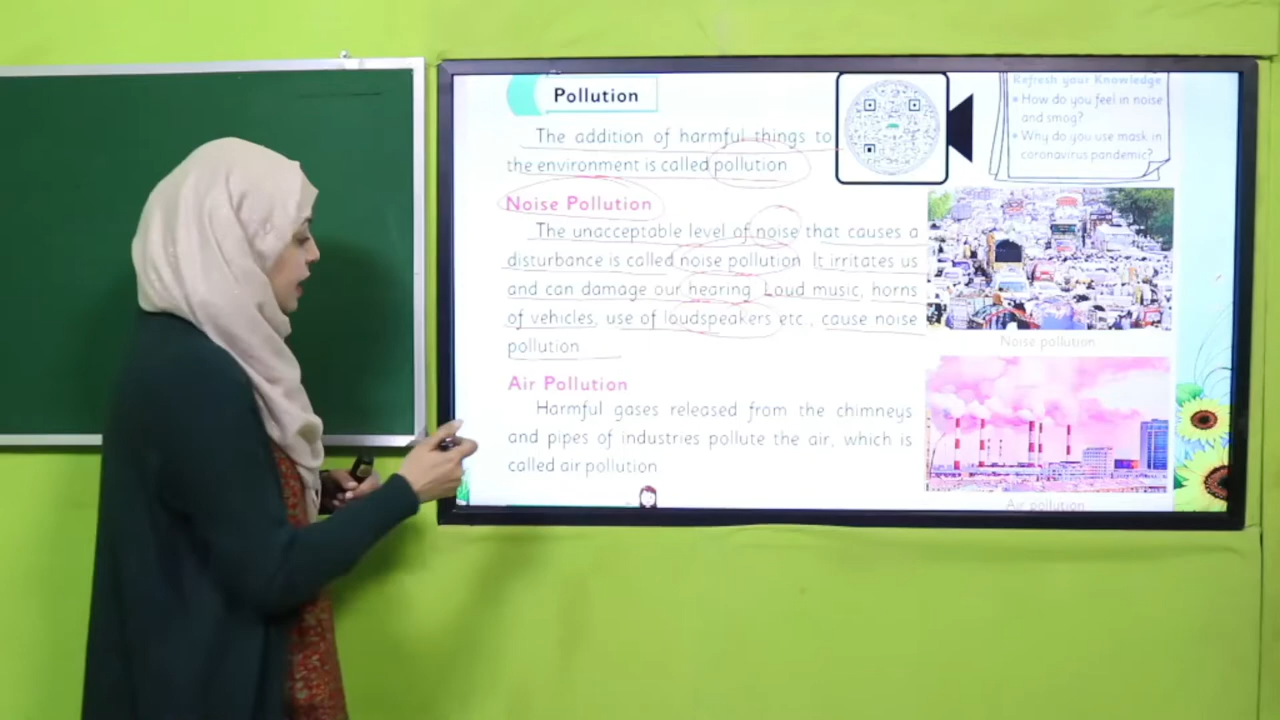 Pollution
The addition of harmful things to
the environment is called pollution
Refresh your Knowledge
• How do you feel in noise
and smog?
• Why do you use mask in
coronavirus pandemic?
Noise Pollution
The unacceptable level of noise that causes a
disturbance is called noise pollution. It irritates us
and can damage our hearing. Loud music, horns
of vehicles, use of loudspeakers etc., cause noise
pollution
Noise pollution
Air Pollution
Harmful gases released from the chimneys
and pipes of industries pollute the air, which is
called air pollution
Air pollution